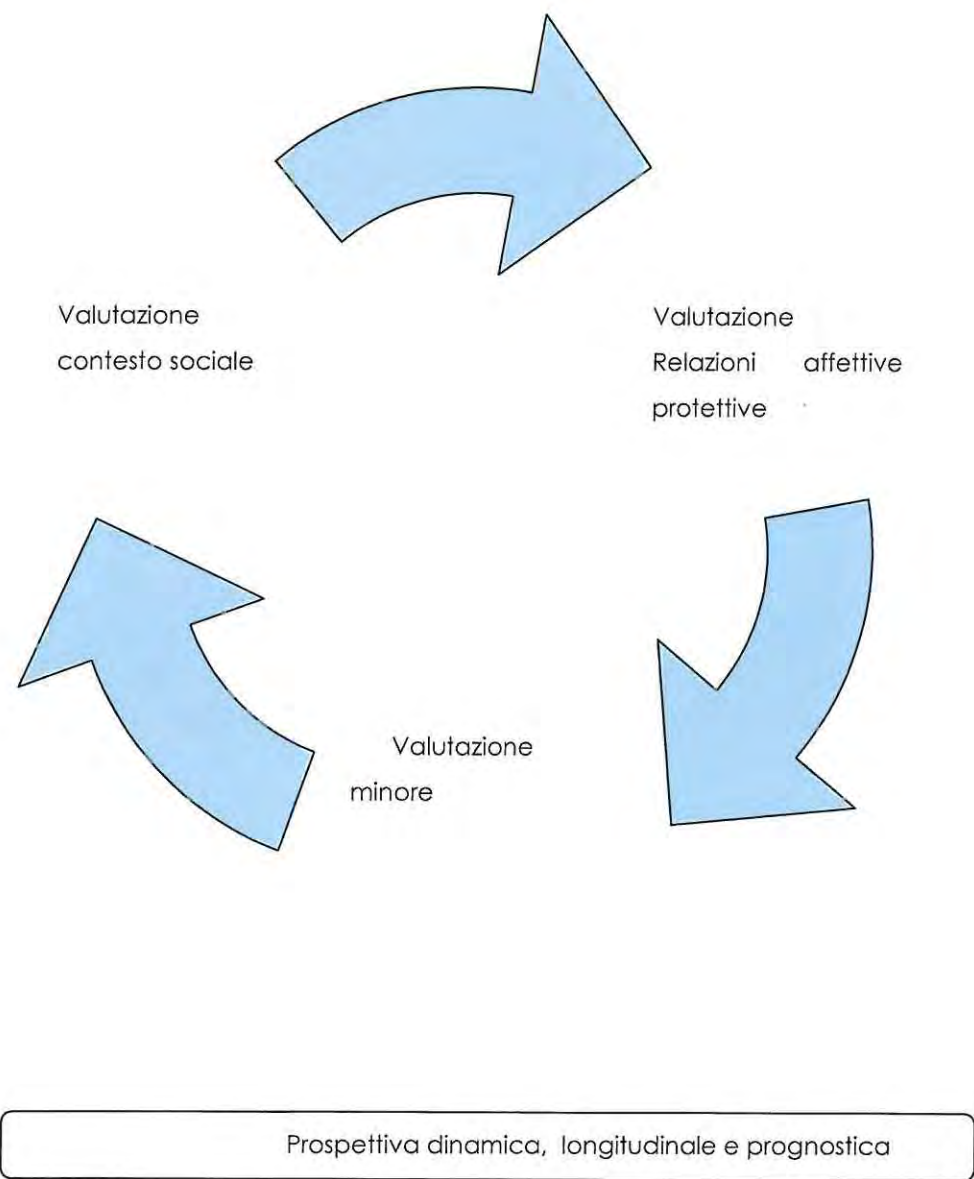 Valutazione
contesto sociale
Valutazione
Relazioni affettive
protettive
Valutazione
minore
Prospettiva dinamica, longitudinale e prognostica